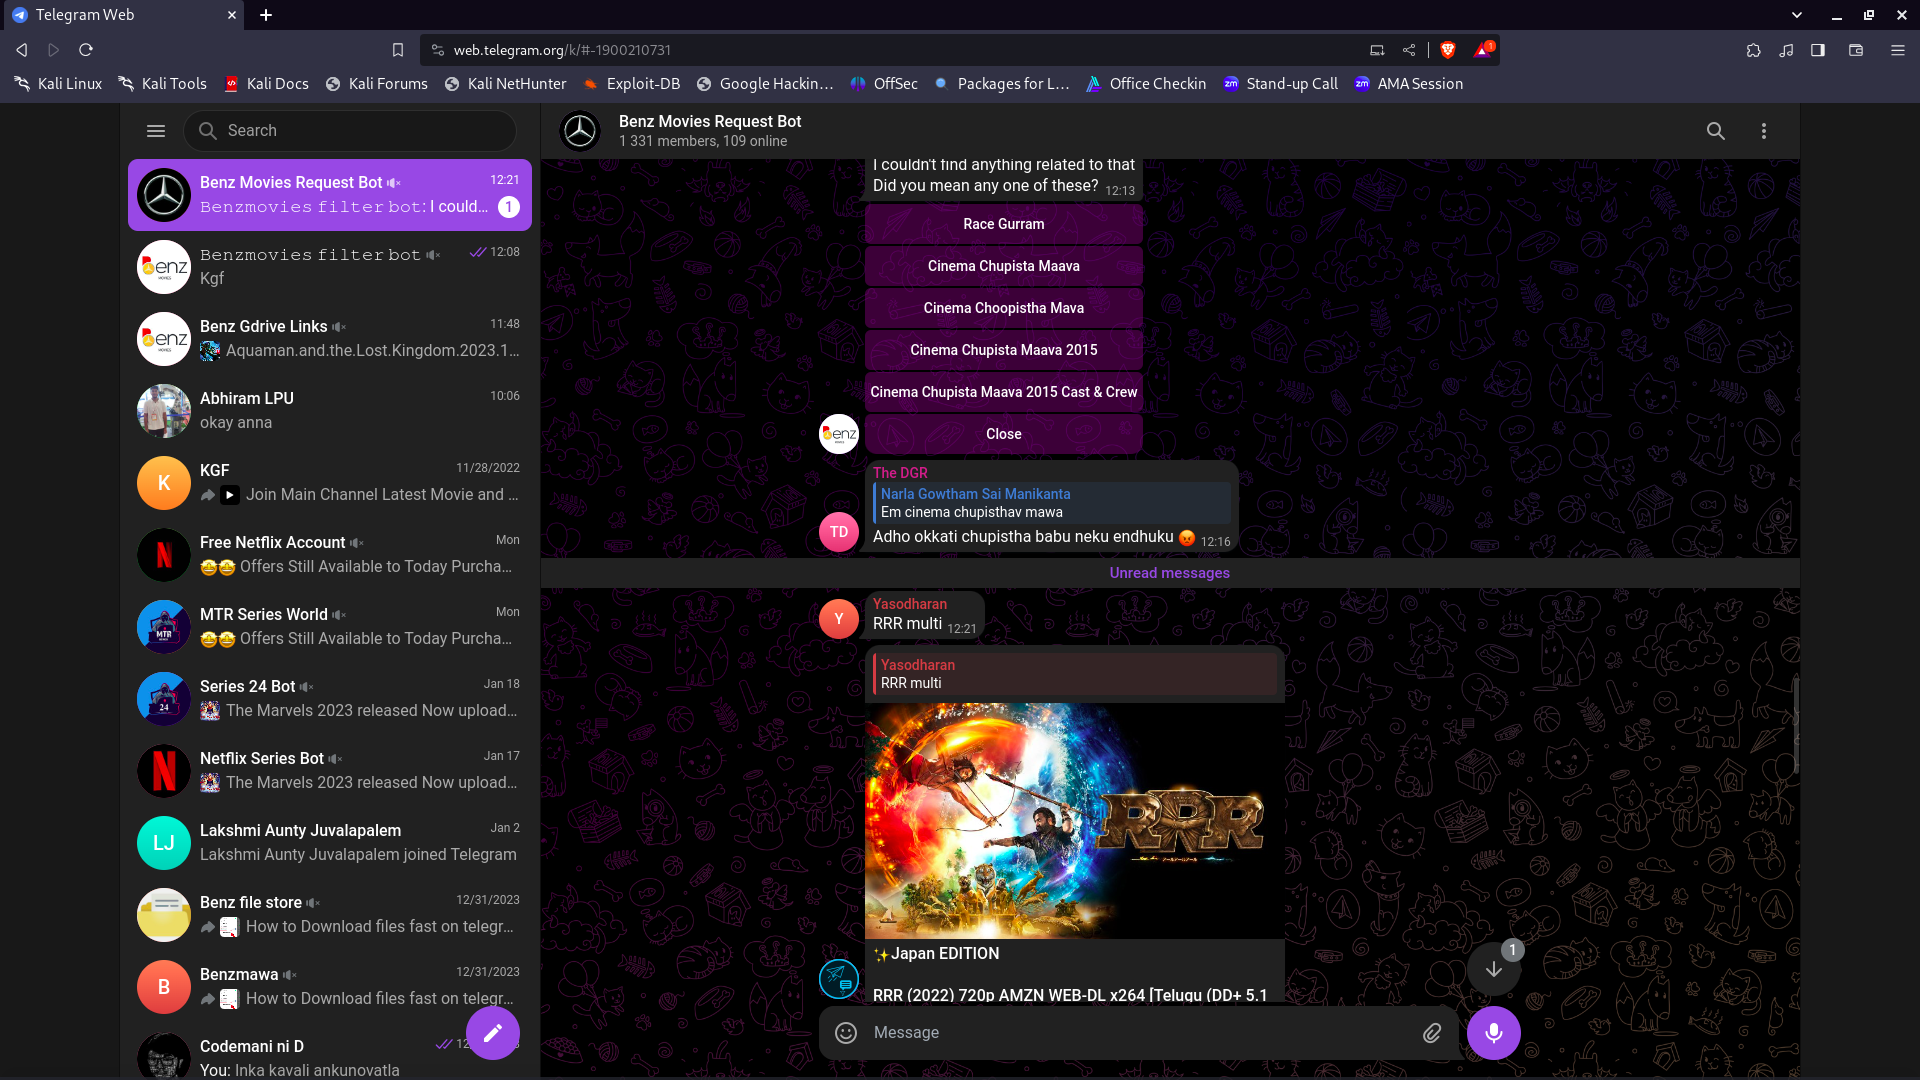 Telegram Web
web.telegram.org/k/#-1900210731
1
Kali Linux
Kali Tools
Kali Docs
Kali Forums
Kali NetHunter
Exploit-DB
Google Hackin...
OffSec
Packages for L...
Office Checkin
zm
Stand-up Call
zm
AMA Session
Search
Benz Movies Request Bot
12:21
Benzmovies filter bot: I could...
1
Benzmovies filter bot
12:08
Kgf
Benz
Benz Gdrive Links
11:48
Aquaman.and.the.Lost.Kingdom.2023.1...
Benz
Abhiram LPU
10:06
okay anna
K
KGF
11/28/2022
Join Main Channel Latest Movie and ...
N
Free Netflix Account
Mon
🤩🤩 Offers Still Available to Today Purcha...
MTR
MTR Series World
Mon
🤩🤩 Offers Still Available to Today Purcha...
24
Series 24 Bot
Jan 18
The Marvels 2023 released Now upload...
N
Netflix Series Bot
Jan 17
The Marvels 2023 released Now upload...
LJ
Lakshmi Aunty Juvalapalem
Jan 2
Lakshmi Aunty Juvalapalem joined Telegram
Benz file store
12/31/2023
How to Download files fast on telegr...
B
Benzmawa
12/31/2023
How to Download files fast on telegr...
Codemani ni D
You: Inka kavali ankunovatla
Benz Movies Request Bot
1 331 members, 109 online
I couldn't find anything related to that
Did you mean any one of these? 12:13
Race Gurram
Cinema Chupista Maava
Cinema Choopistha Mava
Cinema Chupista Maava 2015
Cinema Chupista Maava 2015 Cast & Crew
Close
Benz
The DGR
Narla Gowtham Sai Manikanta
Em cinema chupisthav mawa
Adho okkati chupistha babu neku endhuku 😡 12:16
TD
Unread messages
Yasodharan
RRR multi 12:21
Y
Yasodharan
RRR multi
RRR
✨Japan EDITION
RRR (2022) 720p AMZN WEB-DL x264 [Telugu (DD+ 5.1
1
Message